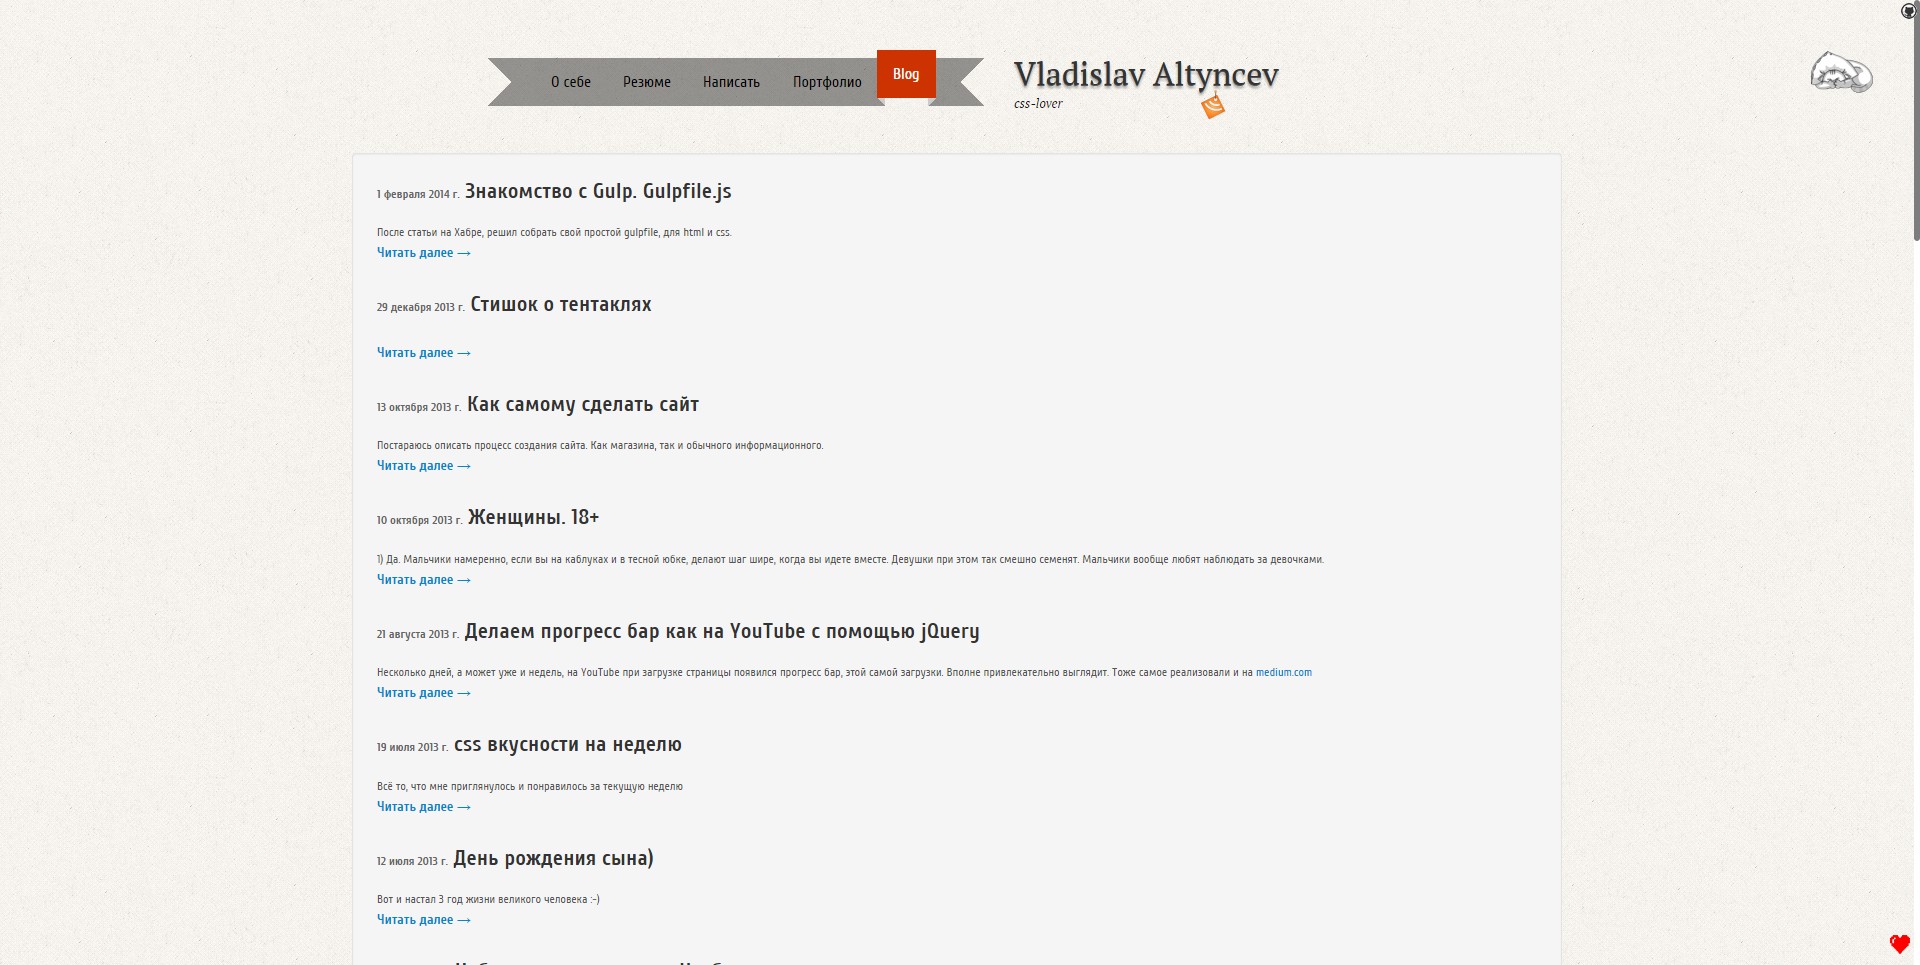 О себе Резюме Написать Портфолио Blog
Vladislav Altyncev
css-lover
1 февраля 2014 г. Знакомство с Gulp. Gulpfile.js
После статьи на Хабре, решил собрать свой простой gulpfile, для html и css.
Читать далее →
29 декабря 2013 г. Стишок о тентаклях
Читать далее →
13 октября 2013 г. Как самому сделать сайт
Постараюсь описать процесс создания сайта. Как магазина, так и обычного информационного.
Читать далее →
10 октября 2013 г. Женщины. 18+
1) Да. Мальчики намеренно, если вы на каблуках и в тесной юбке, делают шаг шире, когда вы идете вместе. Девушки при этом так смешно семенят. Мальчики вообще любят наблюдать за девочками.
Читать далее →
21 августа 2013 г. Делаем прогресс бар как на YouTube с помощью jQuery
Несколько дней, а может уже и недель, на YouTube при загрузке страницы появился прогресс бар, этой самой загрузки. Вполне привлекательно выглядит. Тоже самое реализовали и на medium.com
Читать далее →
19 июля 2013 г. css вкусности на неделю
Всё то, что мне приглянулось и понравилось за текущую неделю
Читать далее →
12 июля 2013 г. День рождения сына)
Вот и настал 3 год жизни великого человека :-)
Читать далее →